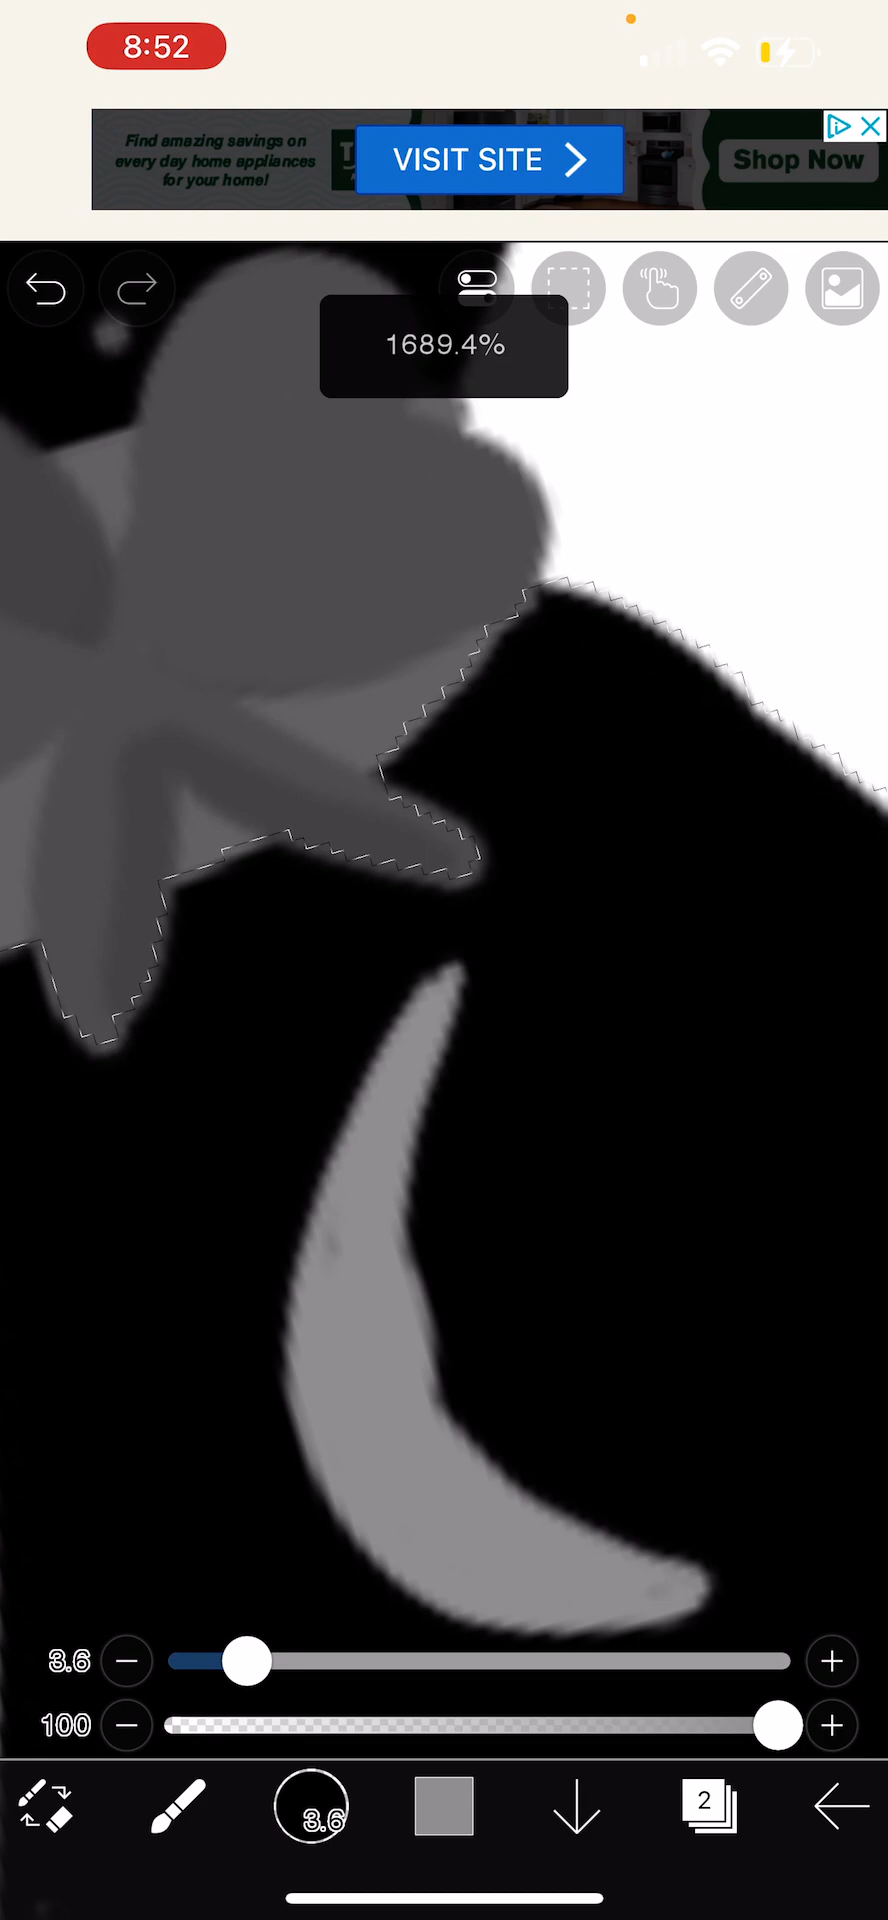 8:52
Find amazing savings on
every day home appliances
for your home!
VISIT SITE
Shop Now
1689.4%
3.6
100
3.6
2